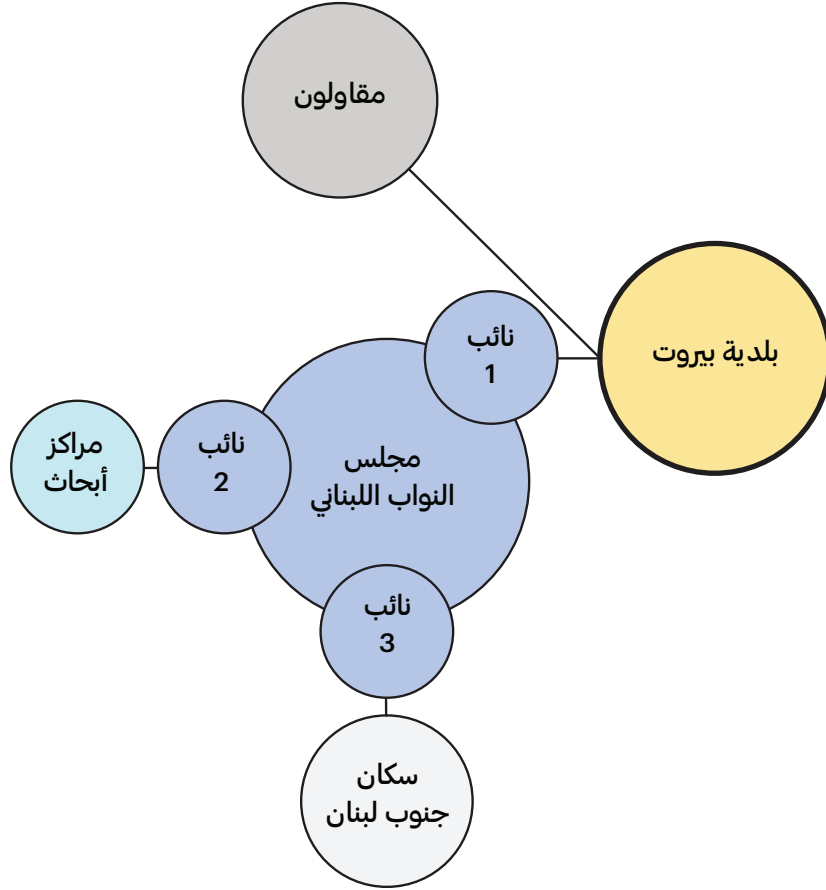 مقاولون
نائب
1
بلدية بيروت
مراكز
أبحاث
نائب
2
مجلس
النواب اللبناني
نائب
3
سكان
جنوب لبنان